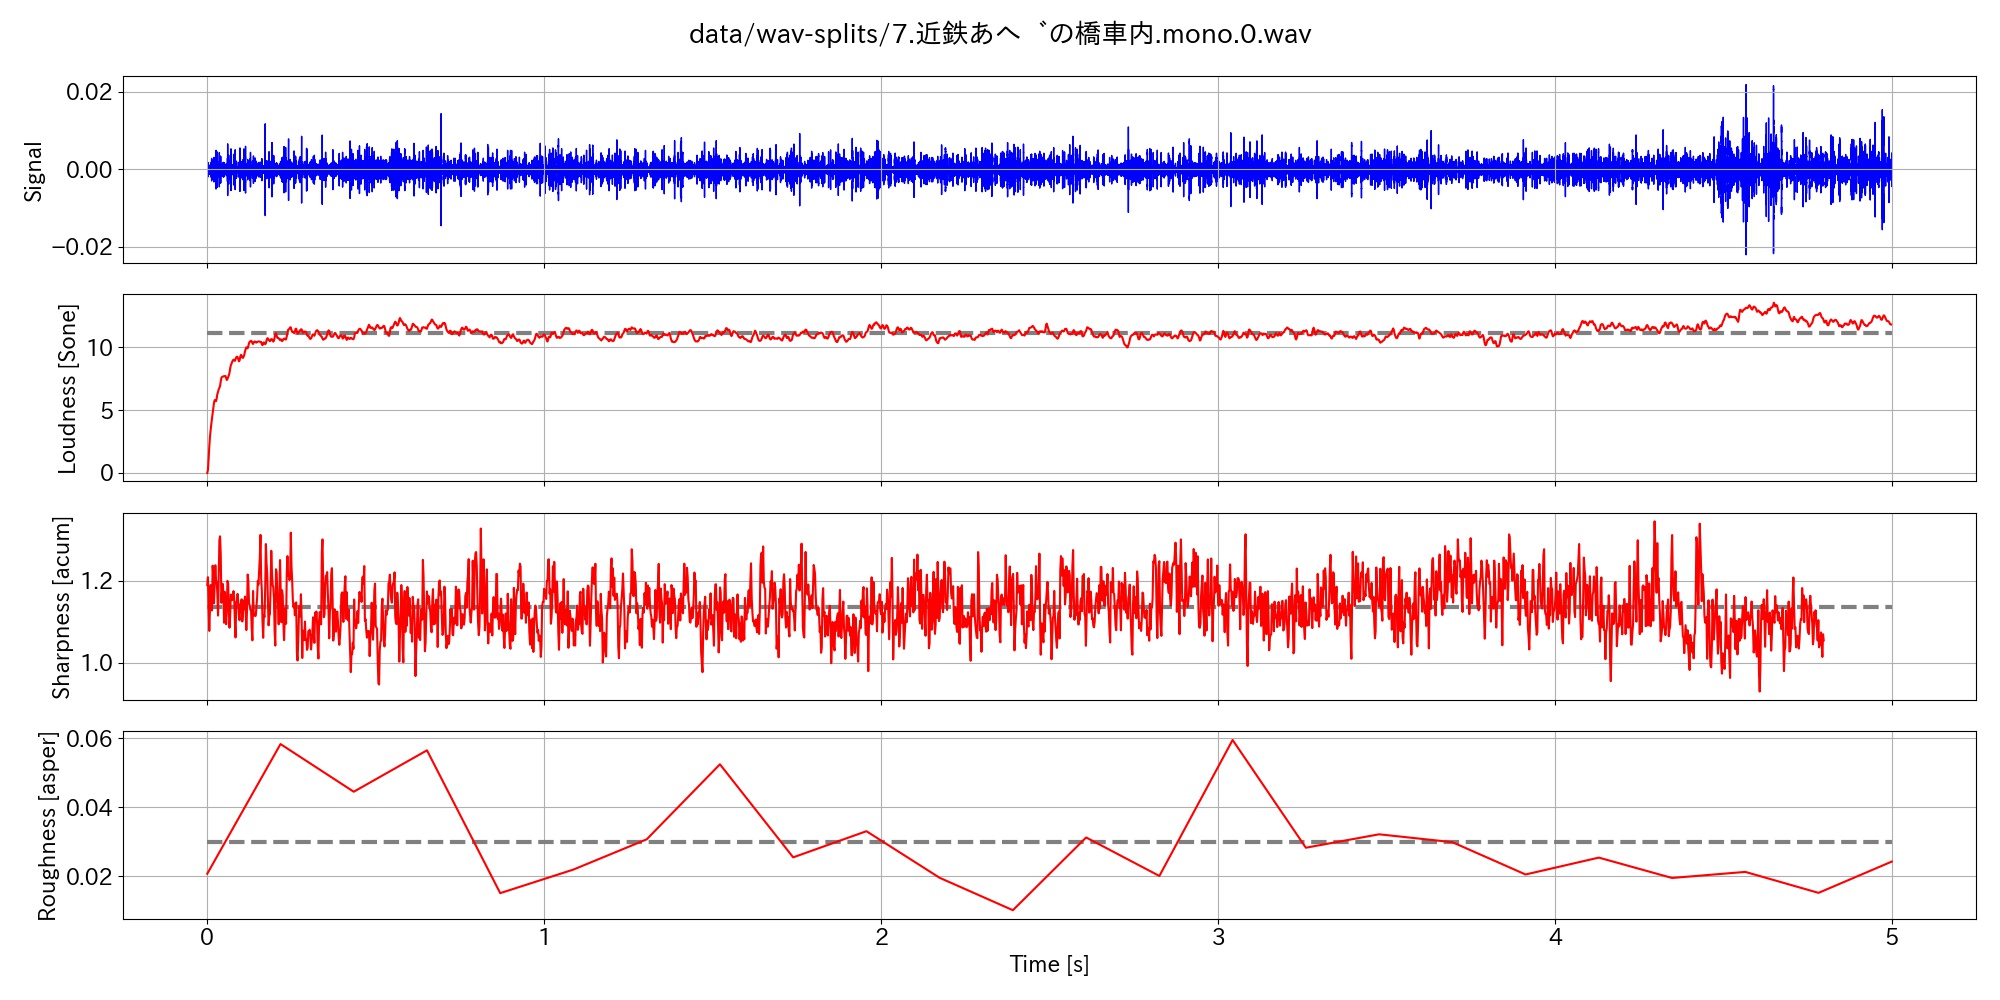 data/wav-splits/7.近鉄あへ゛の橋車内.mono.0.wav
0.02
0.00
−0.02
Signal
10
5
0
Loudness [Sone]
1.2
1.0
Sharpness [acum]
0.06
0.04
0.02
Roughness [asper]
0 1 2 3 4 5
Time [s]